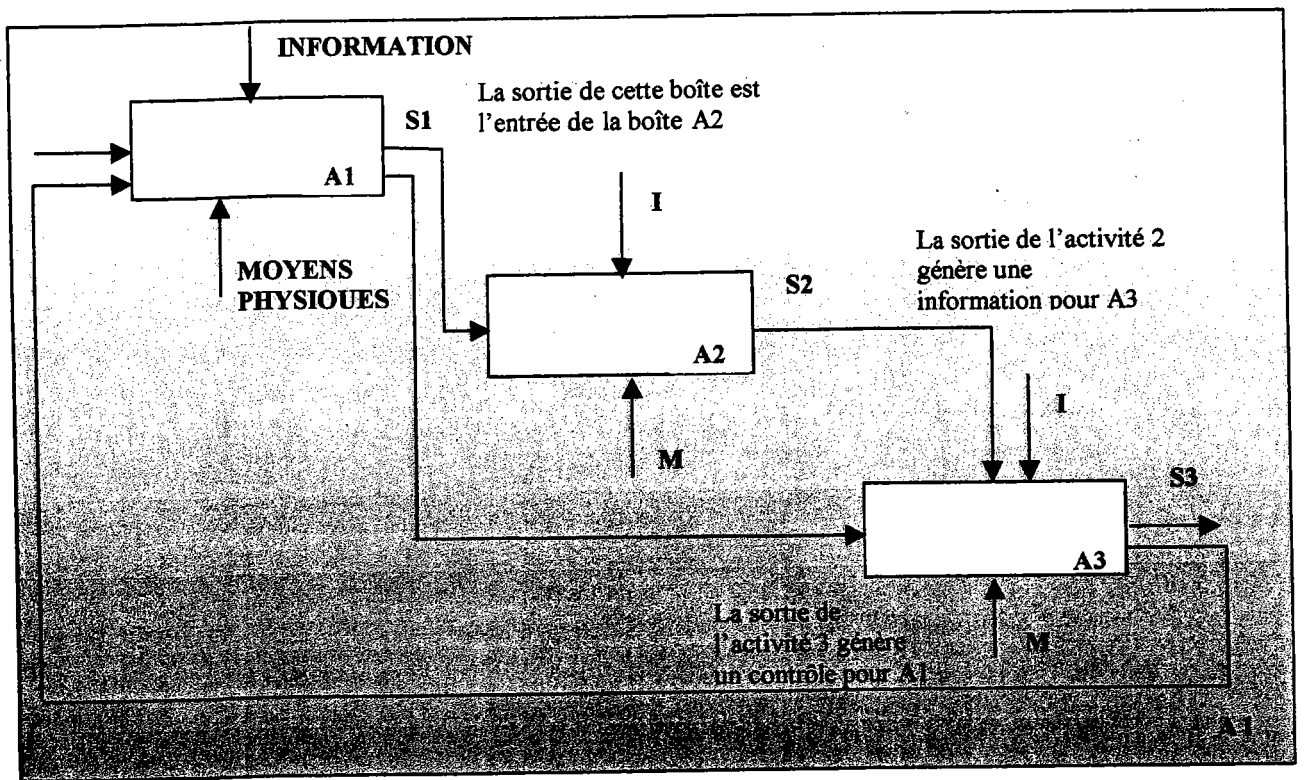 INFORMATION
La sortie de cette boîte est
l'entrée de la boîte A2
S1
A1
I
MOYENS
PHYSIQUES
La sortie de l'activité 2
génère une
information pour A3
S2
A2
I
M
S3
A3
La sortie de
l'activité 3 génère
un contrôle pour A1
M
A1